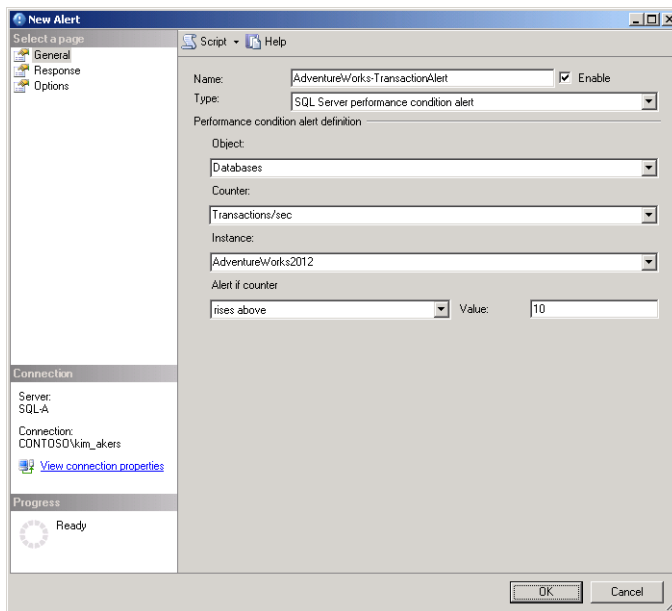 New Alert
Select a page
General
Response
Options
Script Help
Name: AdventureWorks-TransactionAlert Enable
Type: SQL Server performance condition alert
Performance condition alert definition
Object:
Databases
Counter:
Transactions/sec
Instance:
AdventureWorks2012
Alert if counter
rises above Value: 10
Connection
Server:
SQL-A
Connection:
CONTOSO\kim_akers
View connection properties
Progress
Ready
OK Cancel